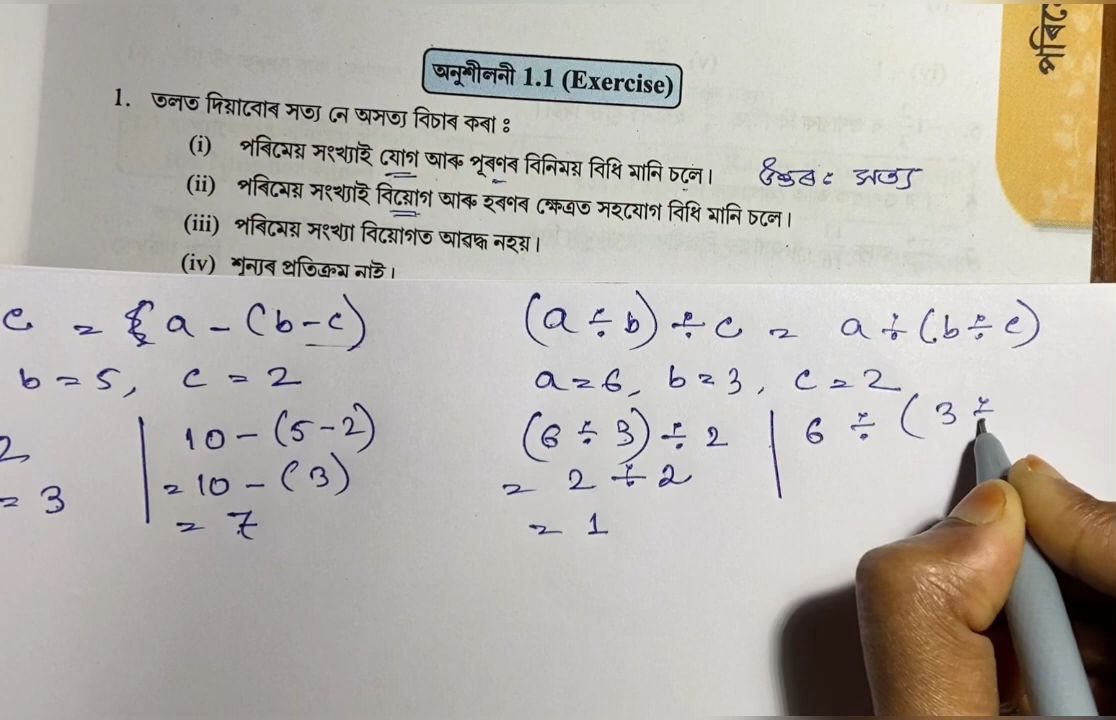 পৰিমে
অনুশীলনী 1.1 (Exercise)
1. তলত দিয়াবোৰ সত্য নে অসত্য বিচাৰ কৰা :
(i) পৰিমেয় সংখ্যাই যোগ আৰু পূৰণৰ বিনিময় বিধি মানি চলে। উত্তৰ : সত্য
(ii) পৰিমেয় সংখ্যাই বিয়োগ আৰু হৰণৰ ক্ষেত্ৰত সহযোগ বিধি মানি চলে।
(iii) পৰিমেয় সংখ্যা বিয়োগত আৱদ্ধ নহয়।
(iv) শূন্যৰ প্ৰতিক্ৰম নাই।
c = a - (b - c)
b = 5, c = 2
2 | 10 - (5 - 2)
= 3 | = 10 - (3)
= 7
(a ÷ b) ÷ c = a ÷ (b ÷ c)
a = 6, b = 3, c = 2
(6 ÷ 3) ÷ 2 | 6 ÷ (3 ÷
= 2 ÷ 2
= 1